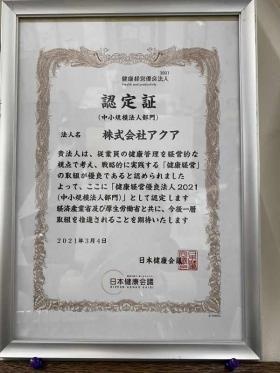 2021
健康経営優良法人
Health and productivity
認定証
(中小規模法人部門)
法人名 株式会社アクア
貴法人は、従業員の健康管理を経営的な
視点で考え、戦略的に実践する「健康経営」
の取組が優良であると認められました
よって、ここに「健康経営優良法人2021
(中小規模法人部門)」として認定します
経済産業省及び厚生労働省と共に、今後一層
取組を推進されることを期待いたします
2021年3月4日
日本健康会議
日本健康会議
NIPPON KENKO KAIGI